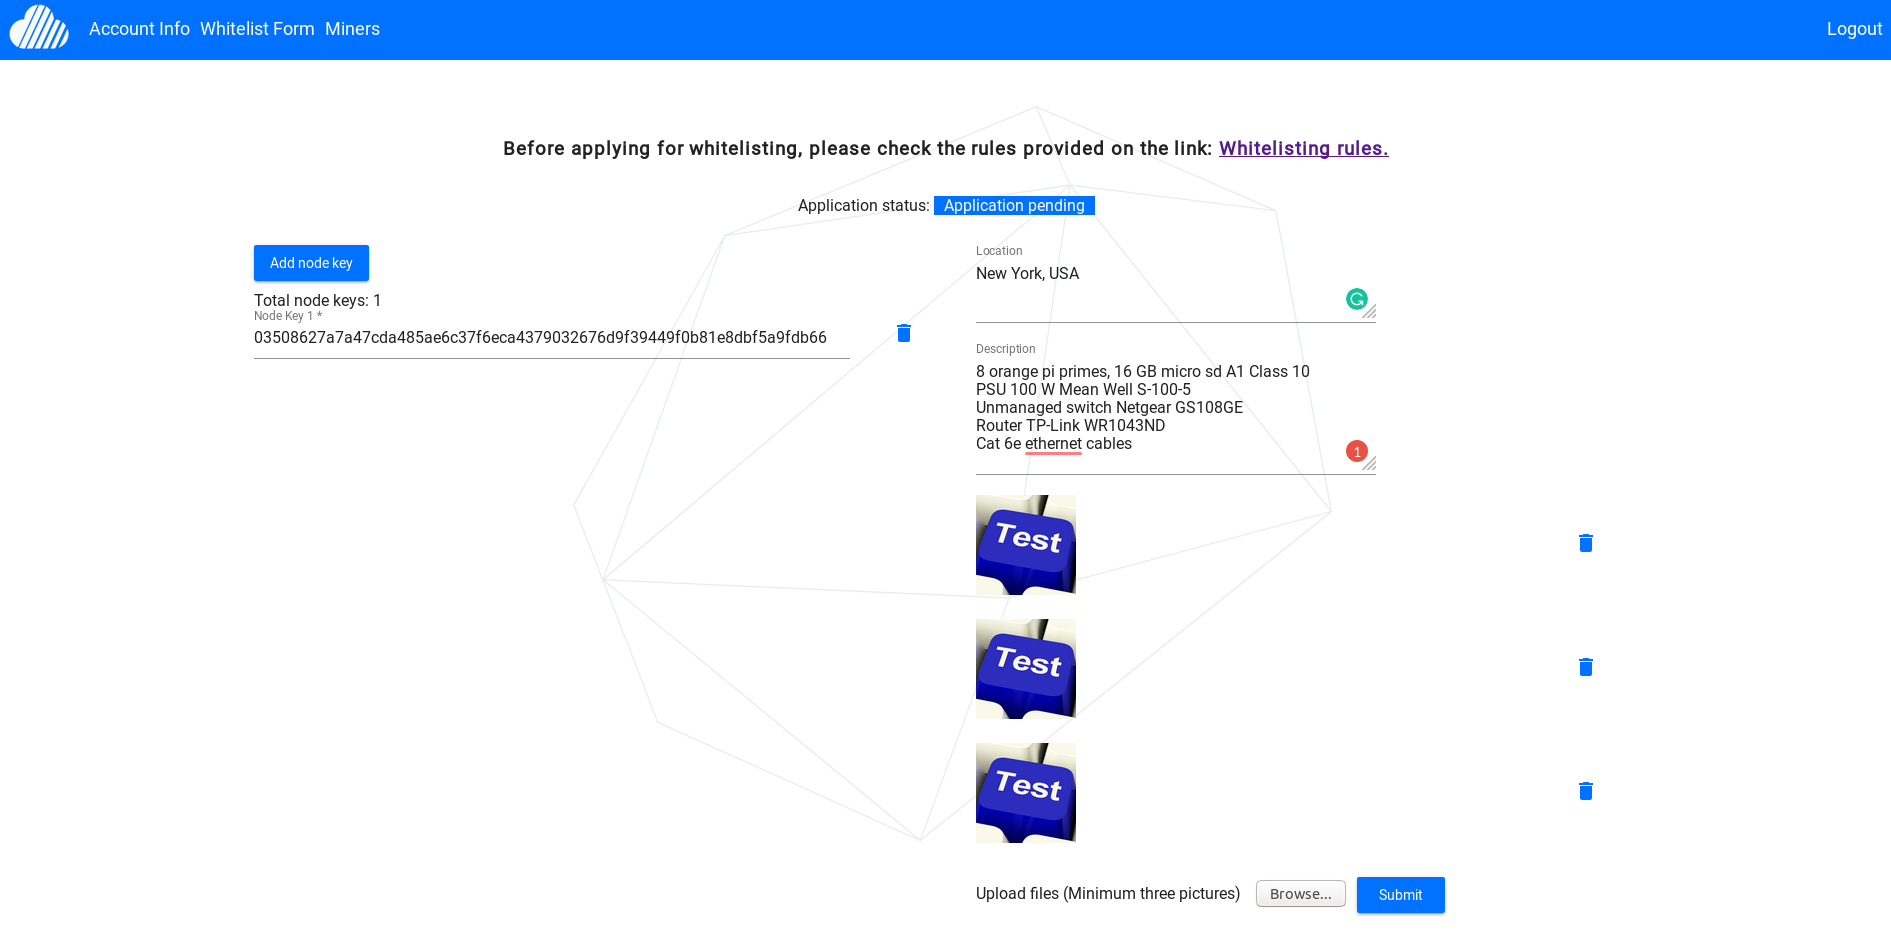 Account Info Whitelist Form Miners Logout
Before applying for whitelisting, please check the rules provided on the link: Whitelisting rules.
Application status: Application pending
Add node key
Total node keys: 1
Node Key 1 *
03508627a7a47cda485ae6c37f6eca4379032676d9f39449f0b81e8dbf5a9fdb66
Location
New York, USA
Description
8 orange pi primes, 16 GB micro sd A1 Class 10
PSU 100 W Mean Well S-100-5
Unmanaged switch Netgear GS108GE
Router TP-Link WR1043ND
Cat 6e ethernet cables
1
Test
Test
Test
Upload files (Minimum three pictures) Browse... Submit